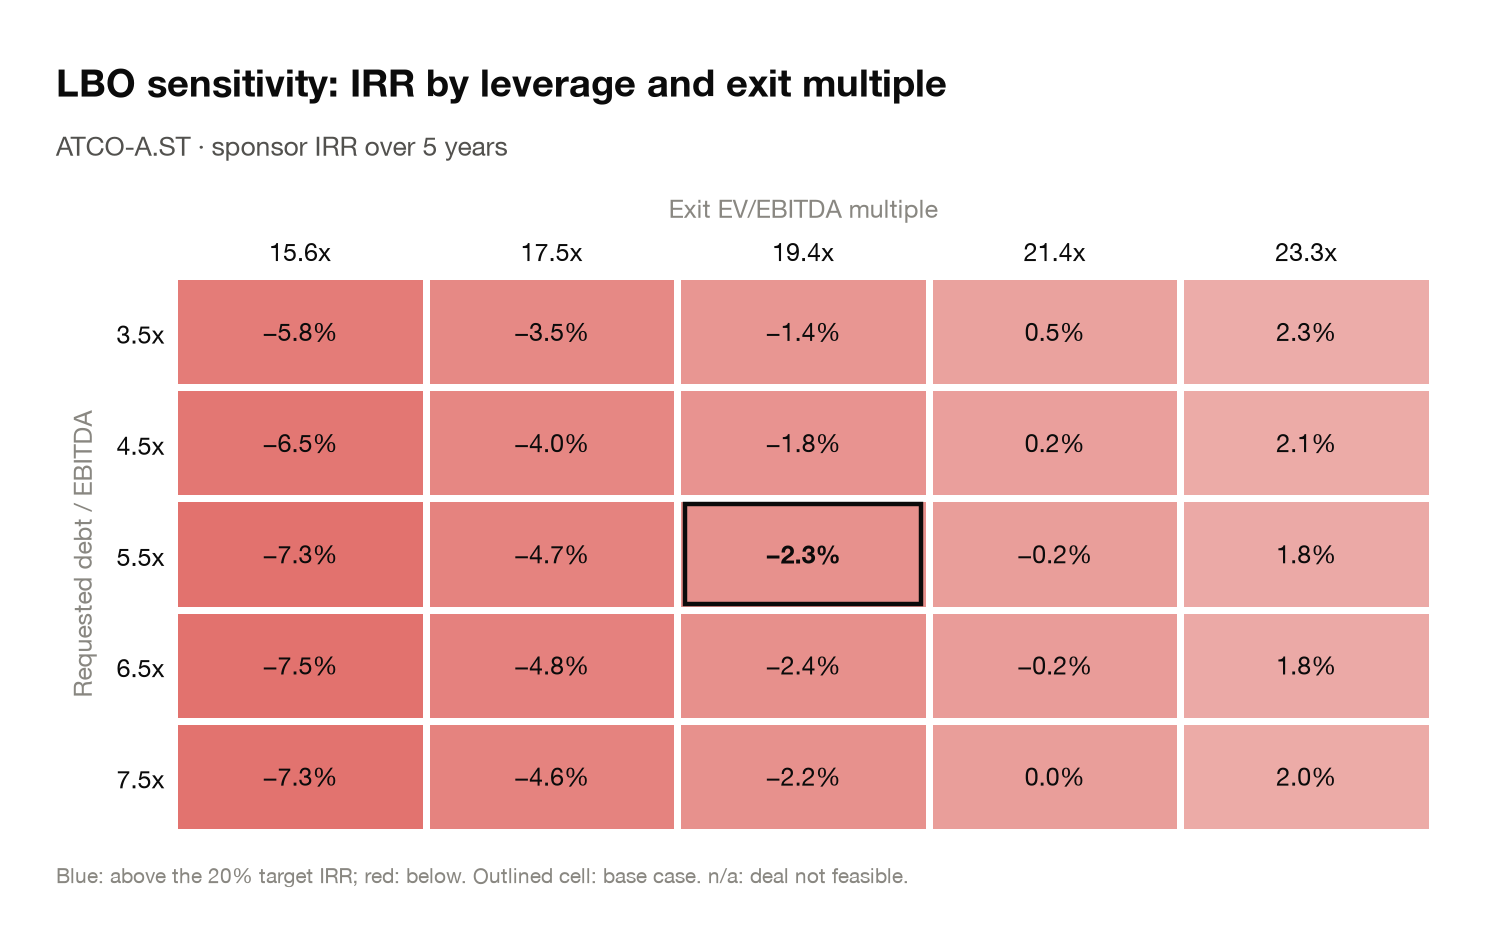 LBO sensitivity: IRR by leverage and exit multiple
ATCO-A.ST · sponsor IRR over 5 years
Exit EV/EBITDA multiple
15.6x 17.5x 19.4x 21.4x 23.3x
Requested debt / EBITDA
3.5x −5.8% −3.5% −1.4% 0.5% 2.3%
4.5x −6.5% −4.0% −1.8% 0.2% 2.1%
5.5x −7.3% −4.7% −2.3% −0.2% 1.8%
6.5x −7.5% −4.8% −2.4% −0.2% 1.8%
7.5x −7.3% −4.6% −2.2% 0.0% 2.0%
Blue: above the 20% target IRR; red: below. Outlined cell: base case. n/a: deal not feasible.